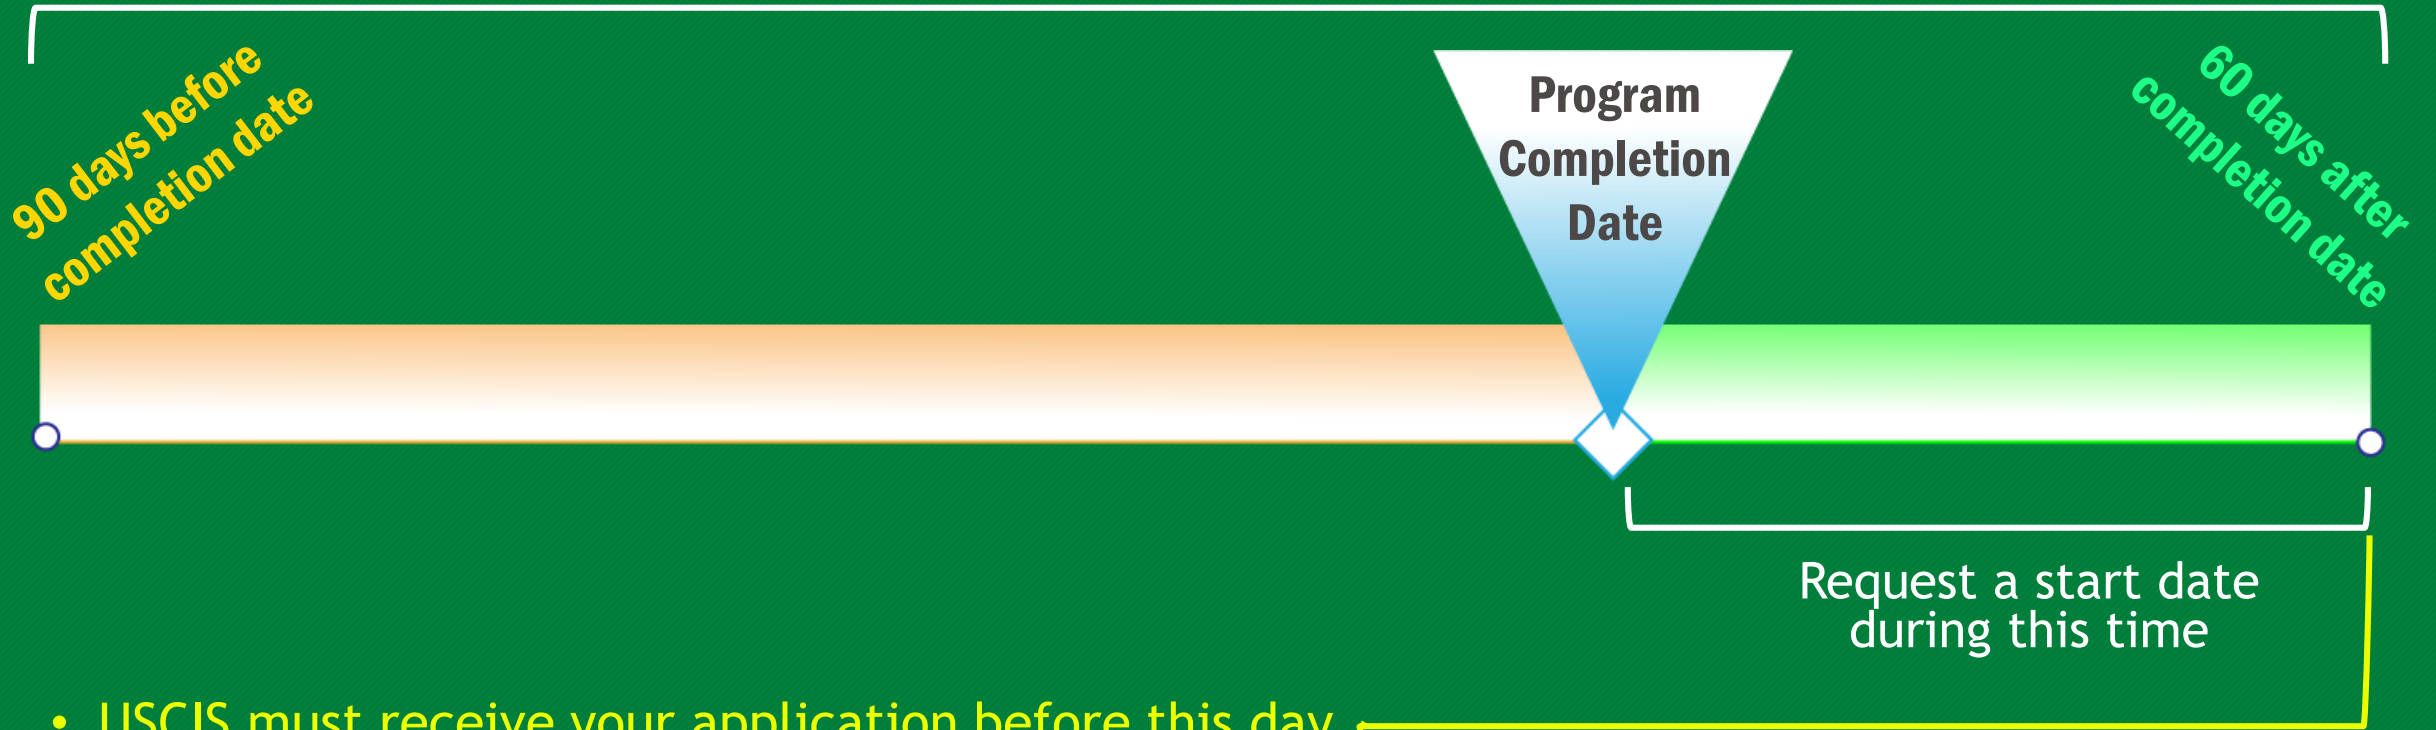 90 days before
completion date
Program
Completion
Date
60 days after
completion date
Request a start date
during this time
• USCIS must receive your application before this day